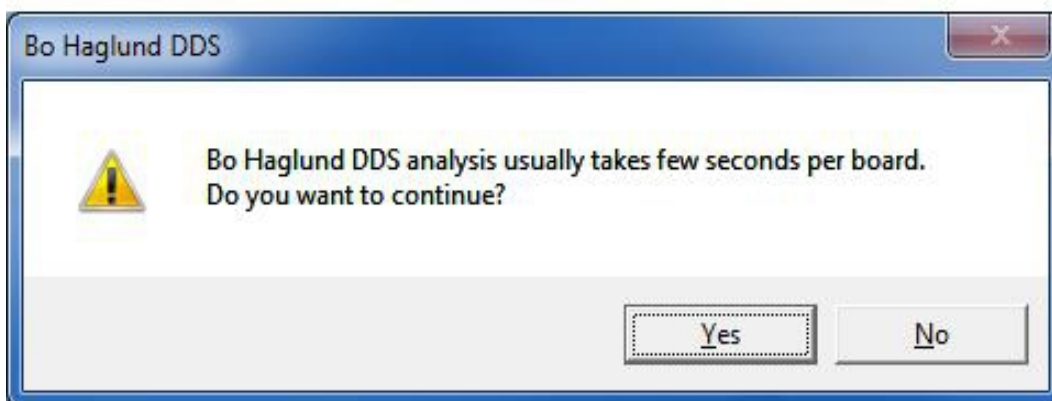 Bo Haglund DDS
Bo Haglund DDS analysis usually takes few seconds per board.
Do you want to continue?
Yes
No